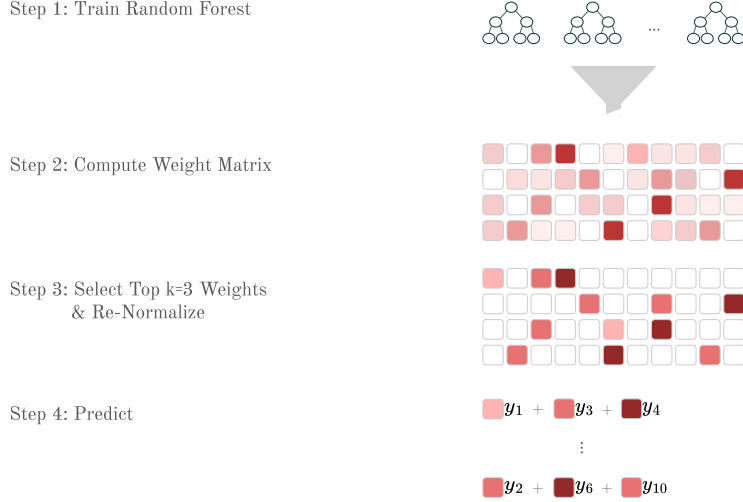 Step 1: Train Random Forest
...
Step 2: Compute Weight Matrix
Step 3: Select Top k=3 Weights
& Re-Normalize
Step 4: Predict
y₁ + y₃ + y₄
⋮
y₂ + y₆ + y₁₀